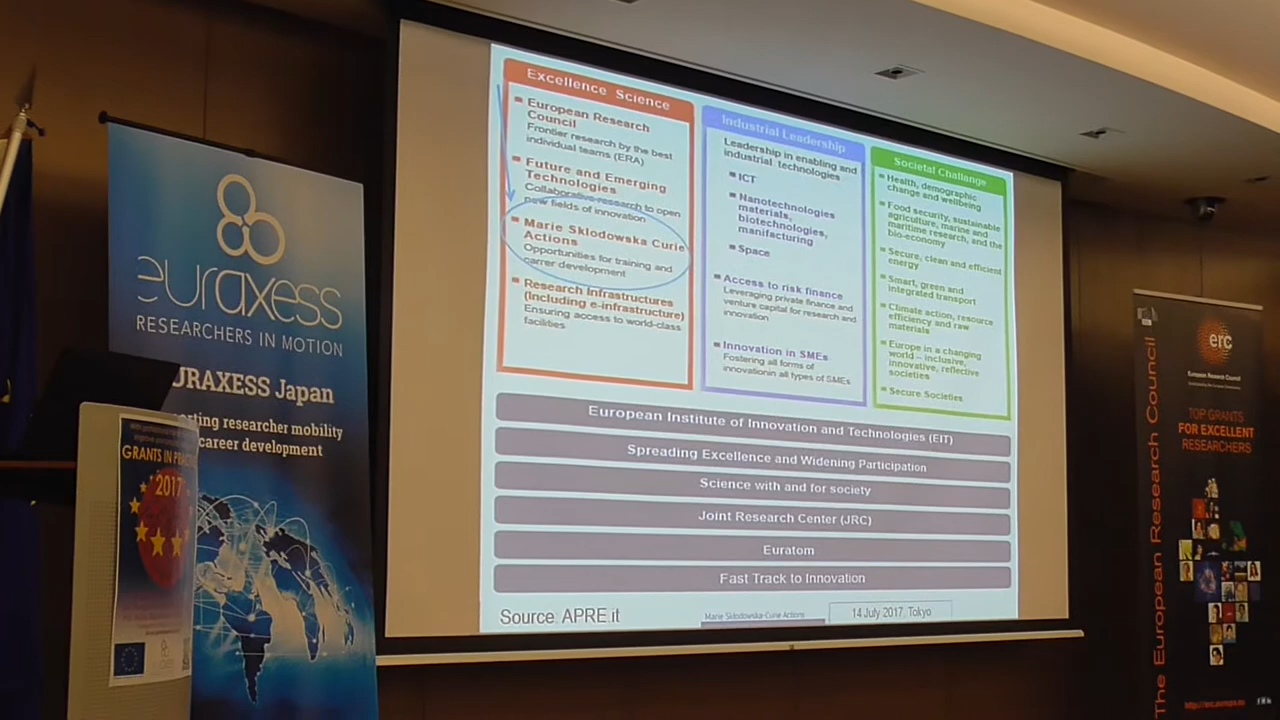 euraxess
RESEARCHERS IN MOTION
URAXESS Japan
rting researcher mobility
career development
GRANTS IN PRAC
2017
Excellence Science
European Research
Council
Frontier research by the best
individual teams (ERA)
Future and Emerging
Technologies
Collaborative research to open
new fields of innovation
Marie Sklodowska Curie
Actions
Opportunities for training and
carrer development
Research Infrastructures
(Including e-infrastructure)
Ensuring access to world-class
facilities
Industrial Leadership
Leadership in enabling and
industrial technologies
ICT
Nanotechnologies
materials,
biotechnologies,
manifacturing
Space
Access to risk finance
Leveraging private finance and
venture capital for research and
innovation
Innovation in SMEs
Fostering all forms of
innovationin all types of SMEs
Societal Challange
Health, demographic
change and wellbeing
Food security, sustainable
agriculture, marine and
maritime research, and the
bio-economy
Secure, clean and efficient
energy
Smart, green and
integrated transport
Climate action, resource
efficiency and raw
materials
Europe in a changing
world – inclusive,
innovative, reflective
societies
Secure Societies
European Institute of Innovation and Technologies (EIT)
Spreading Excellence and Widening Participation
Science with and for society
Joint Research Center (JRC)
Euratom
Fast Track to Innovation
Source: APRE.it
Marie Sklodowska-Curie Actions
14 July 2017, Tokyo
The European Research Council
erc
European Research Council
TOP GRANTS
FOR EXCELLENT
RESEARCHERS
http://erc.europa.eu